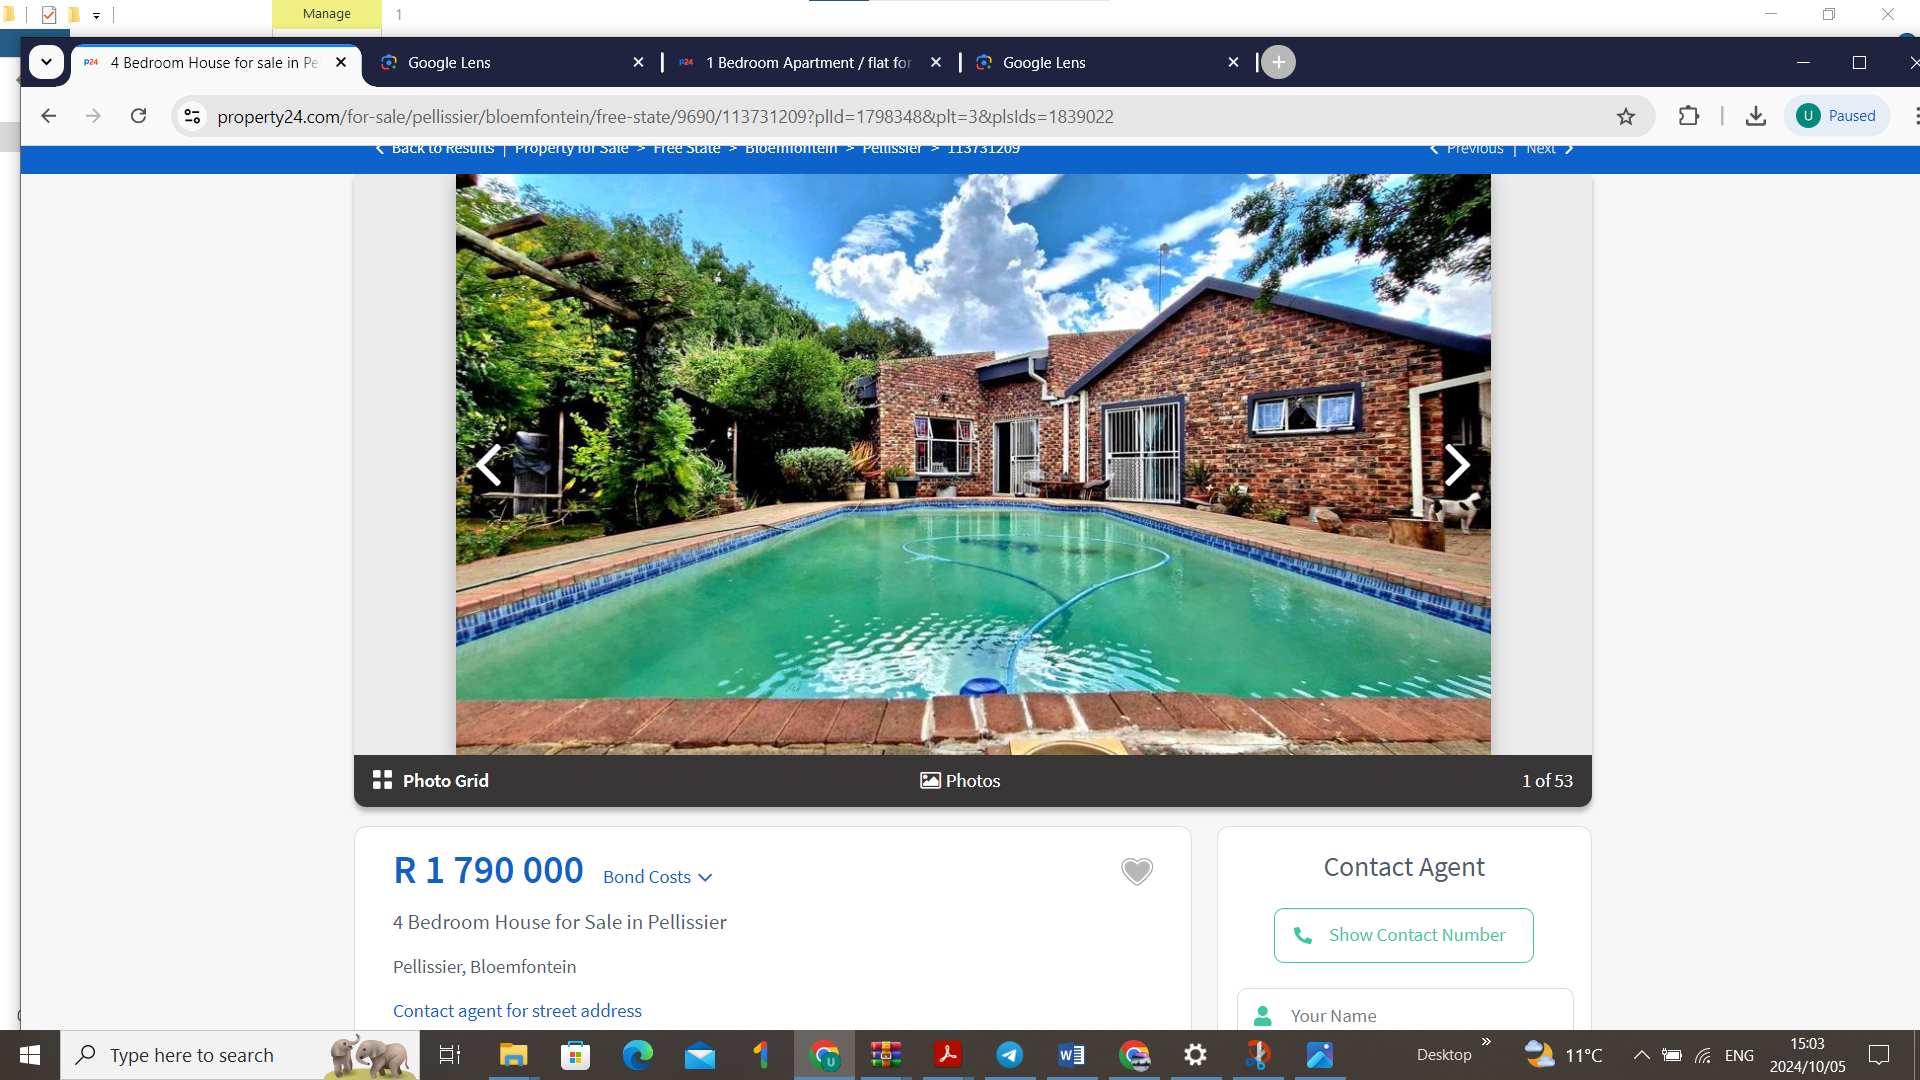 Manage
1
P24 4 Bedroom House for sale in Pe
Google Lens
P24 1 Bedroom Apartment / flat for
Google Lens
property24.com/for-sale/pellissier/bloemfontein/free-state/9690/113731209?plId=1798348&plt=3&plsIds=1839022
U Paused
Back to Results | Property for Sale > Free State > Bloemfontein > Pellissier > 113731209
Previous | Next
Photo Grid
Photos
1 of 53
R 1 790 000 Bond Costs
4 Bedroom House for Sale in Pellissier
Pellissier, Bloemfontein
Contact agent for street address
Contact Agent
Show Contact Number
Your Name
Type here to search
Desktop
11°C
ENG
15:03
2024/10/05